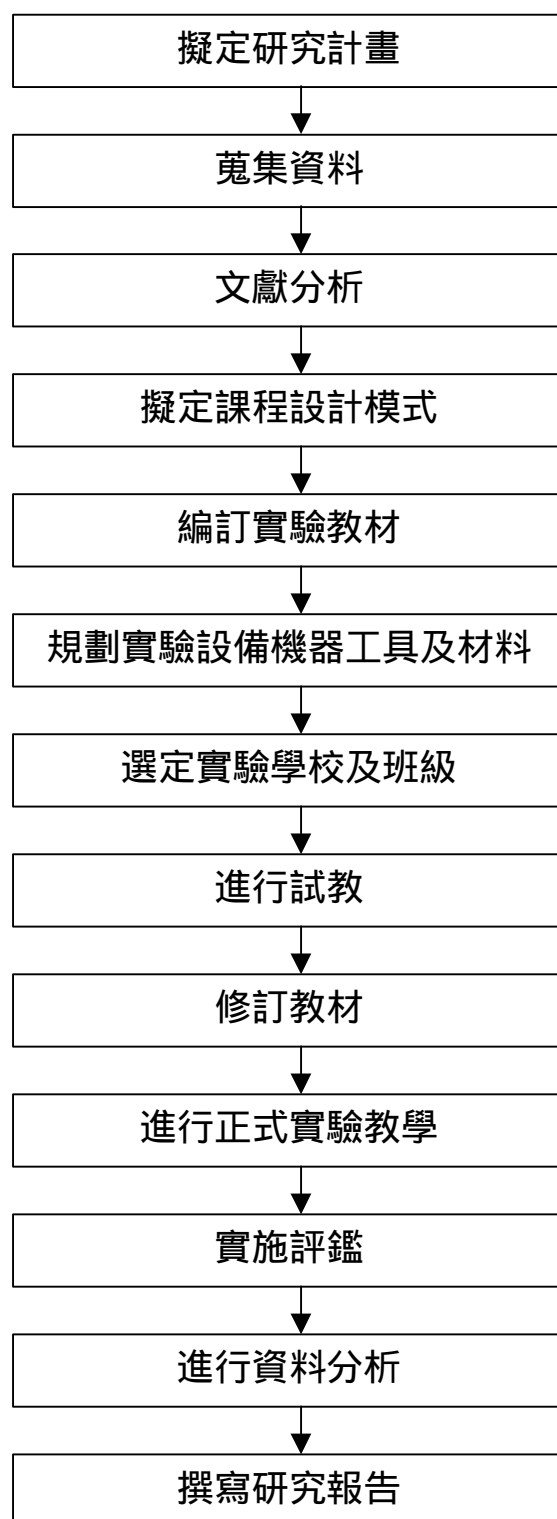 擬定研究計畫
蒐集資料
文獻分析
擬定課程設計模式
編訂實驗教材
規劃實驗設備機器工具及材料
選定實驗學校及班級
進行試教
修訂教材
進行正式實驗教學
實施評鑑
進行資料分析
撰寫研究報告